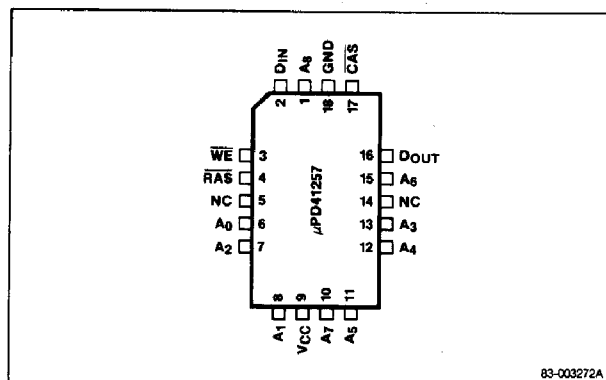 DIN A8 GND CAS
2 1 18 17
WE 3 16 DOUT
RAS 4 15 A6
NC 5 14 NC
A0 6 13 A3
A2 7 12 A4
µPD41257
8 9 10 11
A1 VCC A7 A5
83-003272A